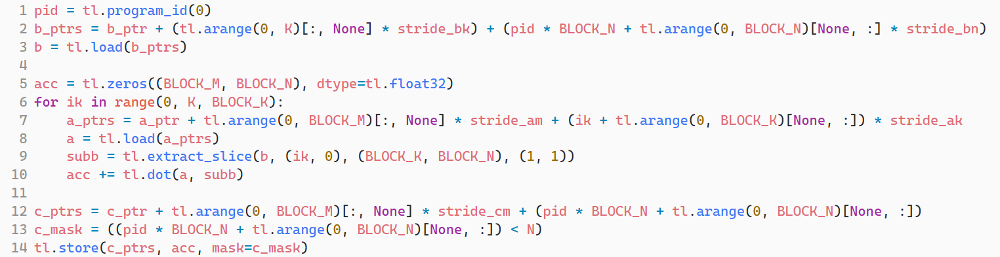 1 pid = tl.program_id(0)
2 b_ptrs = b_ptr + (tl.arange(0, K)[:, None] * stride_bk) + (pid * BLOCK_N + tl.arange(0, BLOCK_N)[None, :] * stride_bn)
3 b = tl.load(b_ptrs)
4
5 acc = tl.zeros((BLOCK_M, BLOCK_N), dtype=tl.float32)
6 for ik in range(0, K, BLOCK_K):
7     a_ptrs = a_ptr + tl.arange(0, BLOCK_M)[:, None] * stride_am + (ik + tl.arange(0, BLOCK_K)[None, :]) * stride_ak
8     a = tl.load(a_ptrs)
9     subb = tl.extract_slice(b, (ik, 0), (BLOCK_K, BLOCK_N), (1, 1))
10     acc += tl.dot(a, subb)
11
12 c_ptrs = c_ptr + tl.arange(0, BLOCK_M)[:, None] * stride_cm + (pid * BLOCK_N + tl.arange(0, BLOCK_N)[None, :])
13 c_mask = ((pid * BLOCK_N + tl.arange(0, BLOCK_N)[None, :]) < N)
14 tl.store(c_ptrs, acc, mask=c_mask)